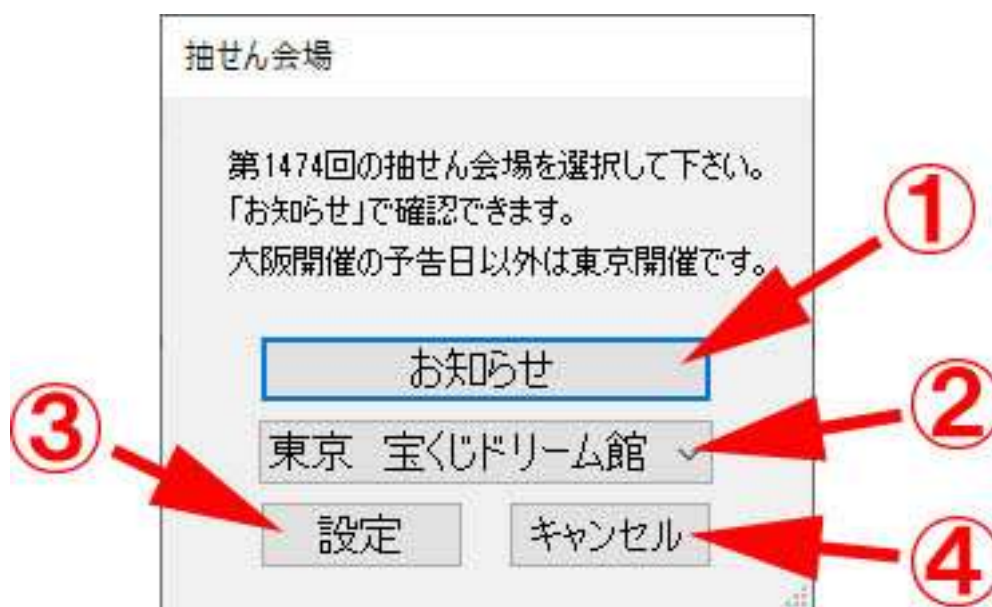 抽せん会場
第1474回の抽せん会場を選択して下さい。
「お知らせ」で確認できます。
大阪開催の予告日以外は東京開催です。
①
お知らせ
②
東京　宝くじドリーム館
③
設定
キャンセル
④